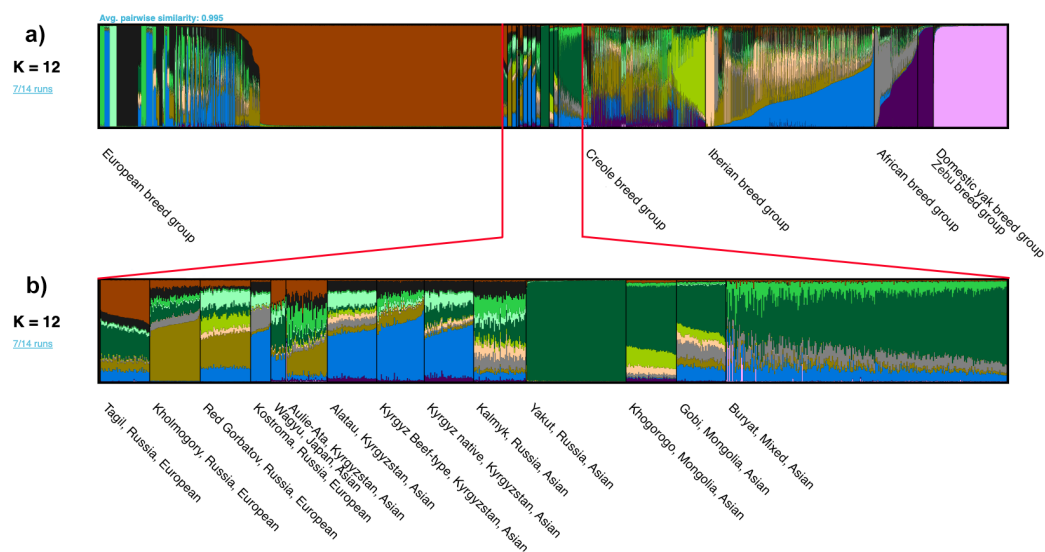 Avg. pairwise similarity: 0.995
a)
K = 12
7/14 runs
European breed group
Creole breed group
Iberian breed group
African breed group
Zebu breed group
Domestic yak breed group
b)
K = 12
7/14 runs
Tagil, Russia, European
Kholmogory, Russia, European
Red Gorbatov, Russia, European
Kostroma, Russia, European
Wagyu, Japan, Asian
Aulie-Ata, Kyrgyzstan, Asian
Alatau, Kyrgyzstan, Asian
Kyrgyz Beef-type, Kyrgyzstan, Asian
Kyrgyz native, Kyrgyzstan, Asian
Kalmyk, Russia, Asian
Yakut, Russia, Asian
Khogorogo, Mongolia, Asian
Gobi, Mongolia, Asian
Buryat, Mixed, Asian